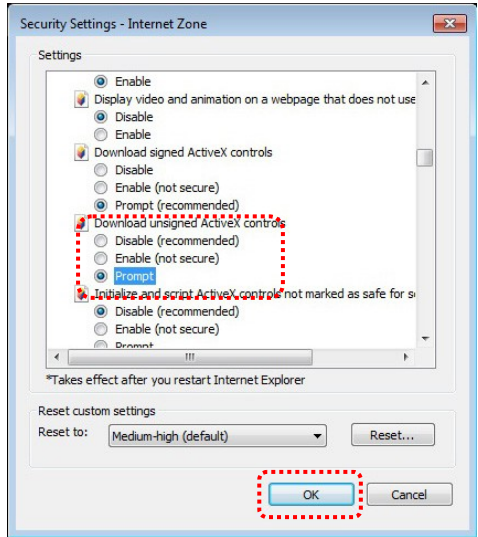 Security Settings - Internet Zone
Settings
Enable
Display video and animation on a webpage that does not use
Disable
Enable
Download signed ActiveX controls
Disable
Enable (not secure)
Prompt (recommended)
Download unsigned ActiveX controls
Disable (recommended)
Enable (not secure)
Prompt
Initialize and script ActiveX controls not marked as safe for s
Disable (recommended)
Enable (not secure)
Prompt
*Takes effect after you restart Internet Explorer
Reset custom settings
Reset to: Medium-high (default) Reset...
OK Cancel